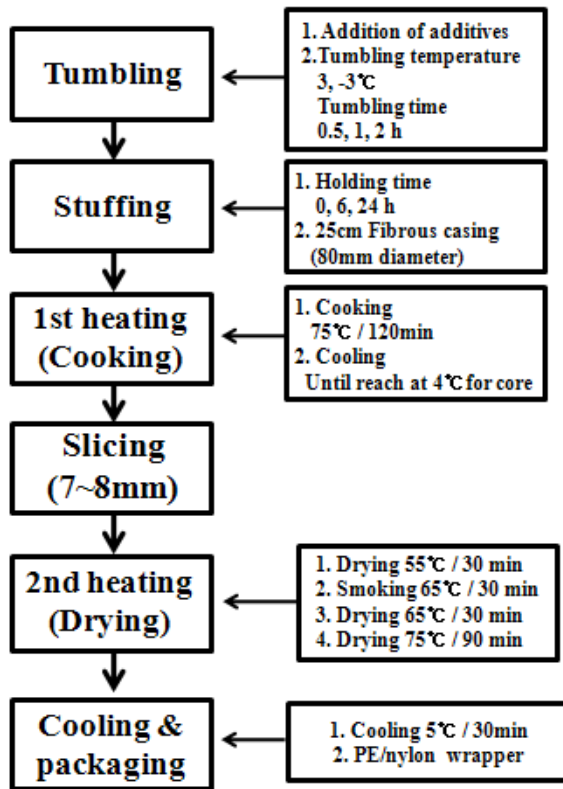 Tumbling
1. Addition of additives
2.Tumbling temperature
3, -3℃
Tumbling time
0.5, 1, 2 h
Stuffing
1. Holding time
0, 6, 24 h
2. 25cm Fibrous casing
(80mm diameter)
1st heating
(Cooking)
1. Cooking
75℃ / 120min
2. Cooling
Until reach at 4℃ for core
Slicing
(7~8mm)
2nd heating
(Drying)
1. Drying 55℃ / 30 min
2. Smoking 65℃ / 30 min
3. Drying 65℃ / 30 min
4. Drying 75℃ / 90 min
Cooling &
packaging
1. Cooling 5℃ / 30min
2. PE/nylon wrapper